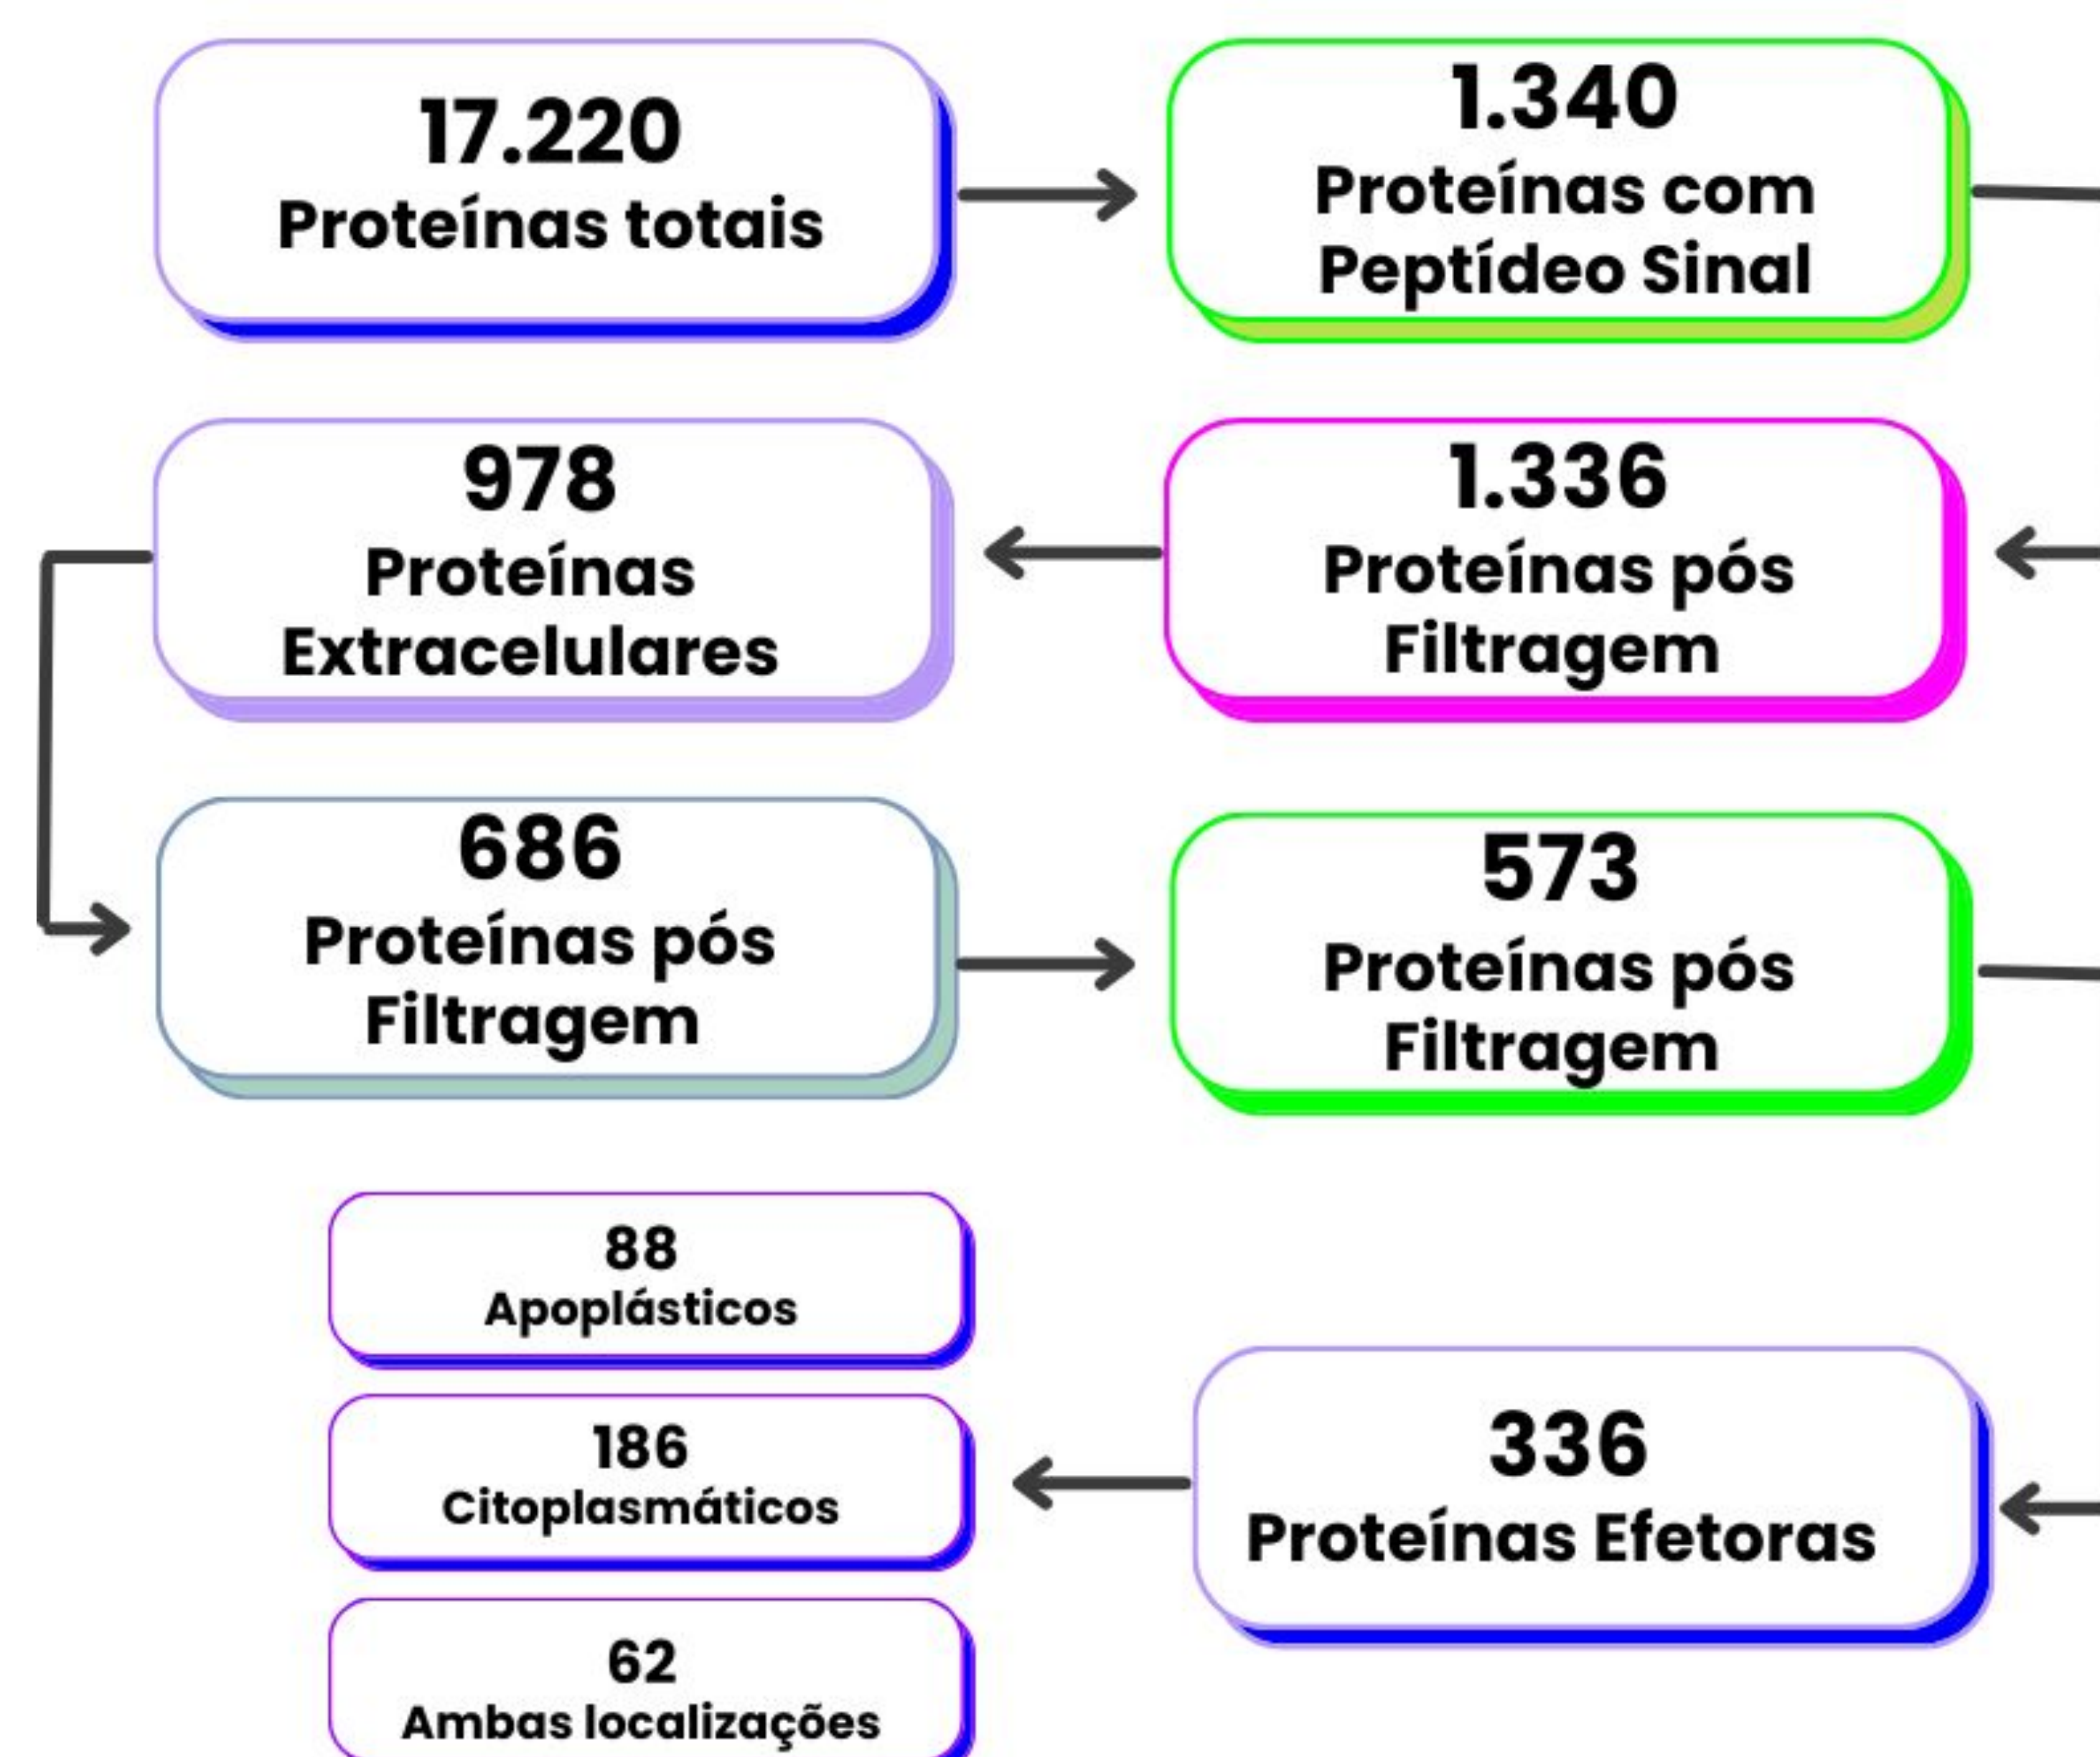 17.220
Proteínas totais
1.340
Proteínas com
Peptídeo Sinal
1.336
Proteínas pós
Filtragem
978
Proteínas
Extracelulares
686
Proteínas pós
Filtragem
573
Proteínas pós
Filtragem
336
Proteínas Efetoras
88
Apoplásticos
186
Citoplasmáticos
62
Ambas localizações